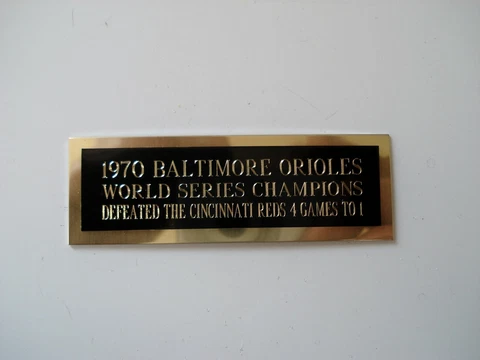 1970 BALTIMORE ORIOLES
WORLD SERIES CHAMPIONS
DEFEATED THE CINCINNATI REDS 4 GAMES TO 1